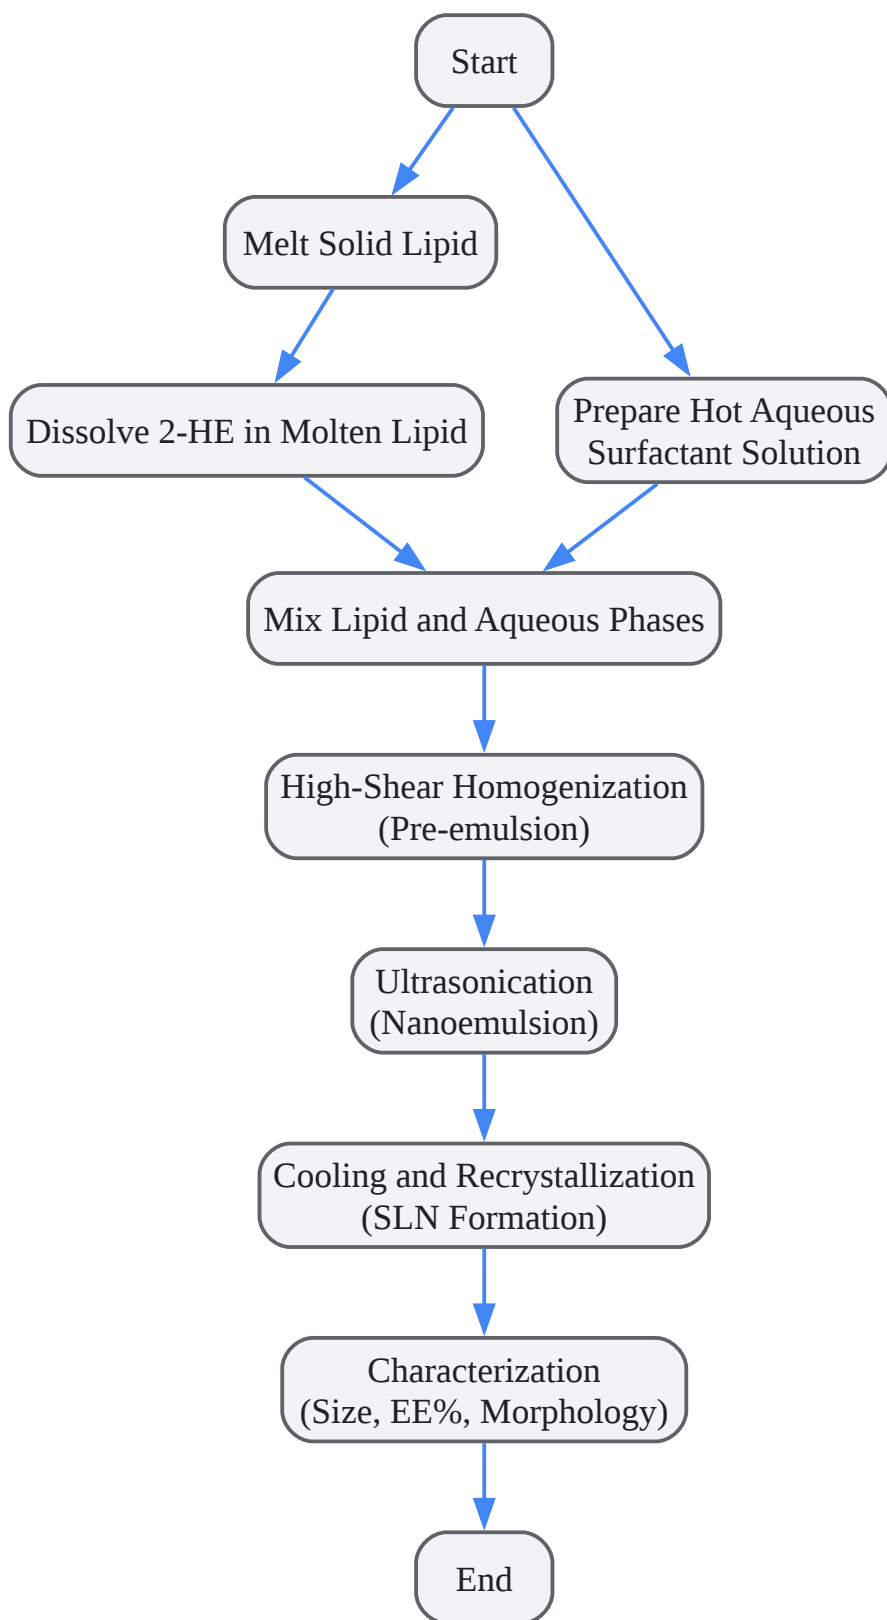 Start
Melt Solid Lipid
Dissolve 2-HE in Molten Lipid
Prepare Hot Aqueous
Surfactant Solution
Mix Lipid and Aqueous Phases
High-Shear Homogenization
(Pre-emulsion)
Ultrasonication
(Nanoemulsion)
Cooling and Recrystallization
(SLN Formation)
Characterization
(Size, EE%, Morphology)
End